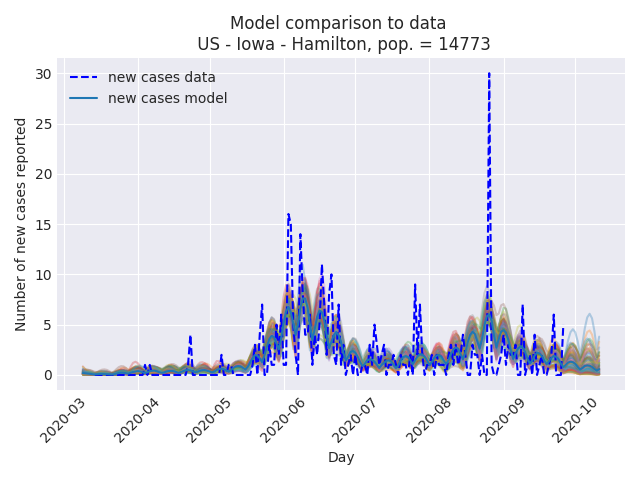 Model comparison to data
US - Iowa - Hamilton, pop. = 14773
new cases data
new cases model
Number of new cases reported
30
25
20
15
10
5
0
2020-03
2020-04
2020-05
2020-06
2020-07
2020-08
2020-09
2020-10
Day